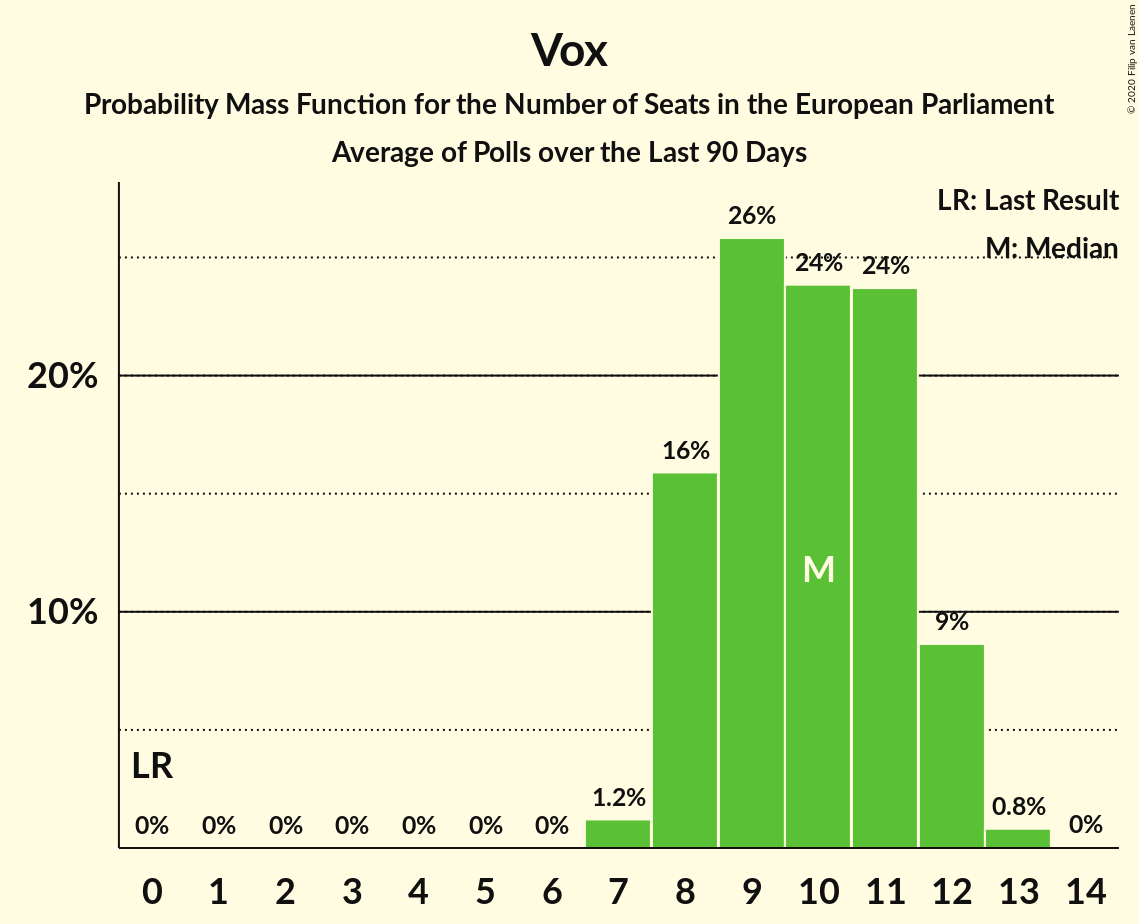 © 2020 Filip van Laenen
Vox
Probability Mass Function for the Number of Seats in the European Parliament
Average of Polls over the Last 90 Days
LR: Last Result
M: Median
26%
24% 24%
20%
16%
M
10%
9%
LR
0% 0% 0% 0% 0% 0% 0% 1.2% 0.8% 0%
0 1 2 3 4 5 6 7 8 9 10 11 12 13 14